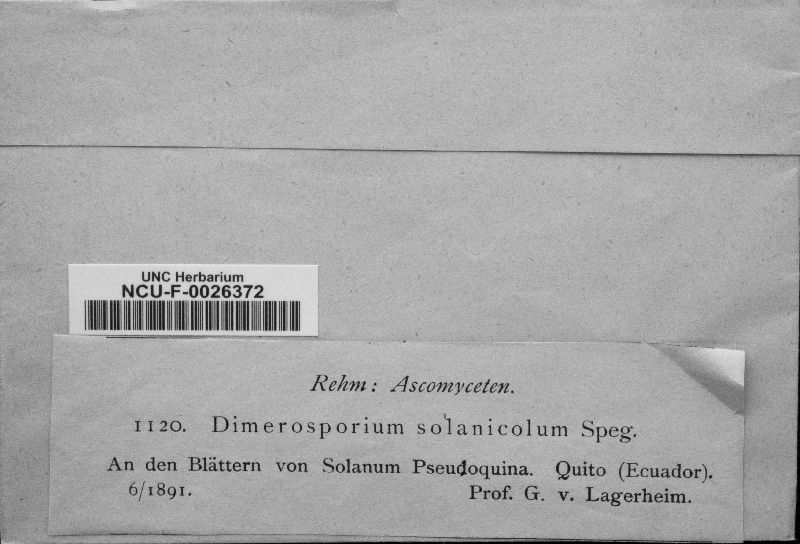 UNC Herbarium
NCU-F-0026372
Rehm: Ascomyceten.
1120. Dimerosporium solanicolum Speg.
An den Blättern von Solanum Pseudoquina. Quito (Ecuador).
6/1891. Prof. G. v. Lagerheim.